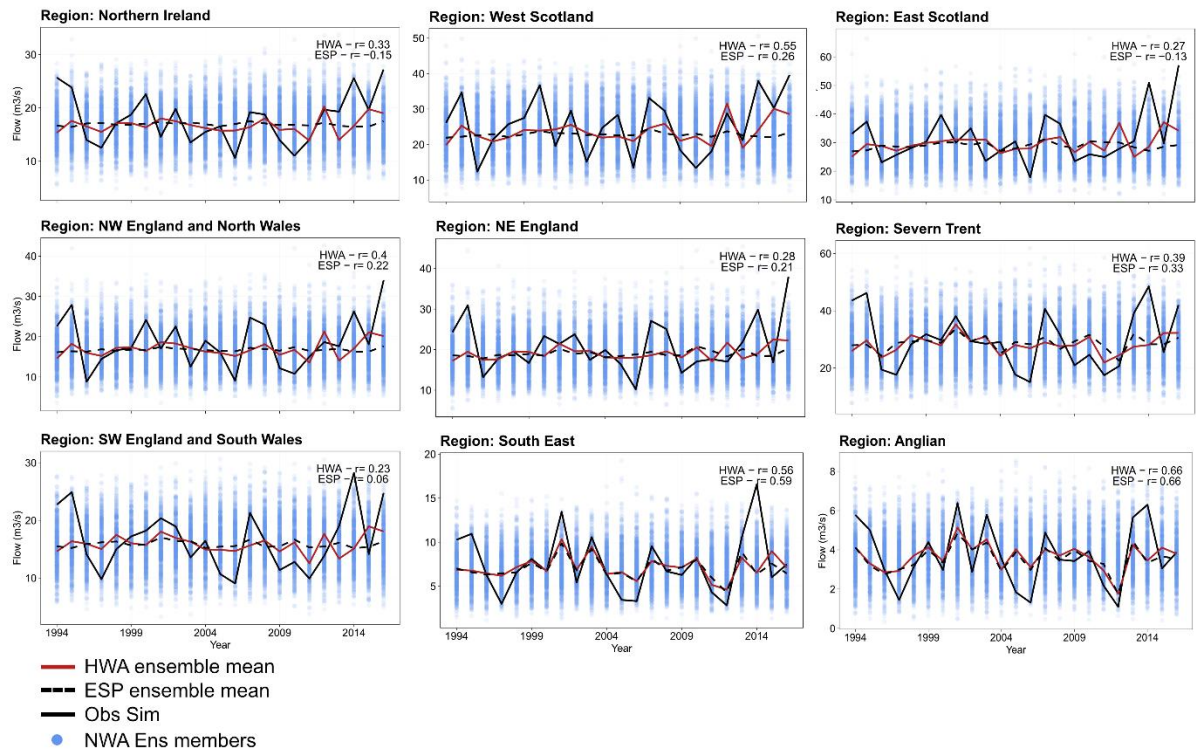 Region: Northern Ireland
HWA − r= 0.33
ESP − r= −0.15
Flow (m3/s)
30
20
10
Region: West Scotland
HWA − r= 0.55
ESP − r= 0.26
50
40
30
20
10
Region: East Scotland
HWA − r= 0.27
ESP − r= −0.13
60
50
40
30
20
10
Region: NW England and North Wales
HWA − r= 0.4
ESP − r= 0.22
Flow (m3/s)
40
30
20
10
Region: NE England
HWA − r= 0.28
ESP − r= 0.21
40
30
20
10
Region: Severn Trent
HWA − r= 0.39
ESP − r= 0.33
60
40
20
Region: SW England and South Wales
HWA − r= 0.23
ESP − r= 0.06
Flow (m3/s)
30
20
10
1994 1999 2004 2009 2014
Year
Region: South East
HWA − r= 0.56
ESP − r= 0.59
20
15
10
5
1994 1999 2004 2009 2014
Year
Region: Anglian
HWA − r= 0.66
ESP − r= 0.66
Flow (m3/s)
8
6
4
2
0
1994 1999 2004 2009 2014
Year
HWA ensemble mean
ESP ensemble mean
Obs Sim
NWA Ens members